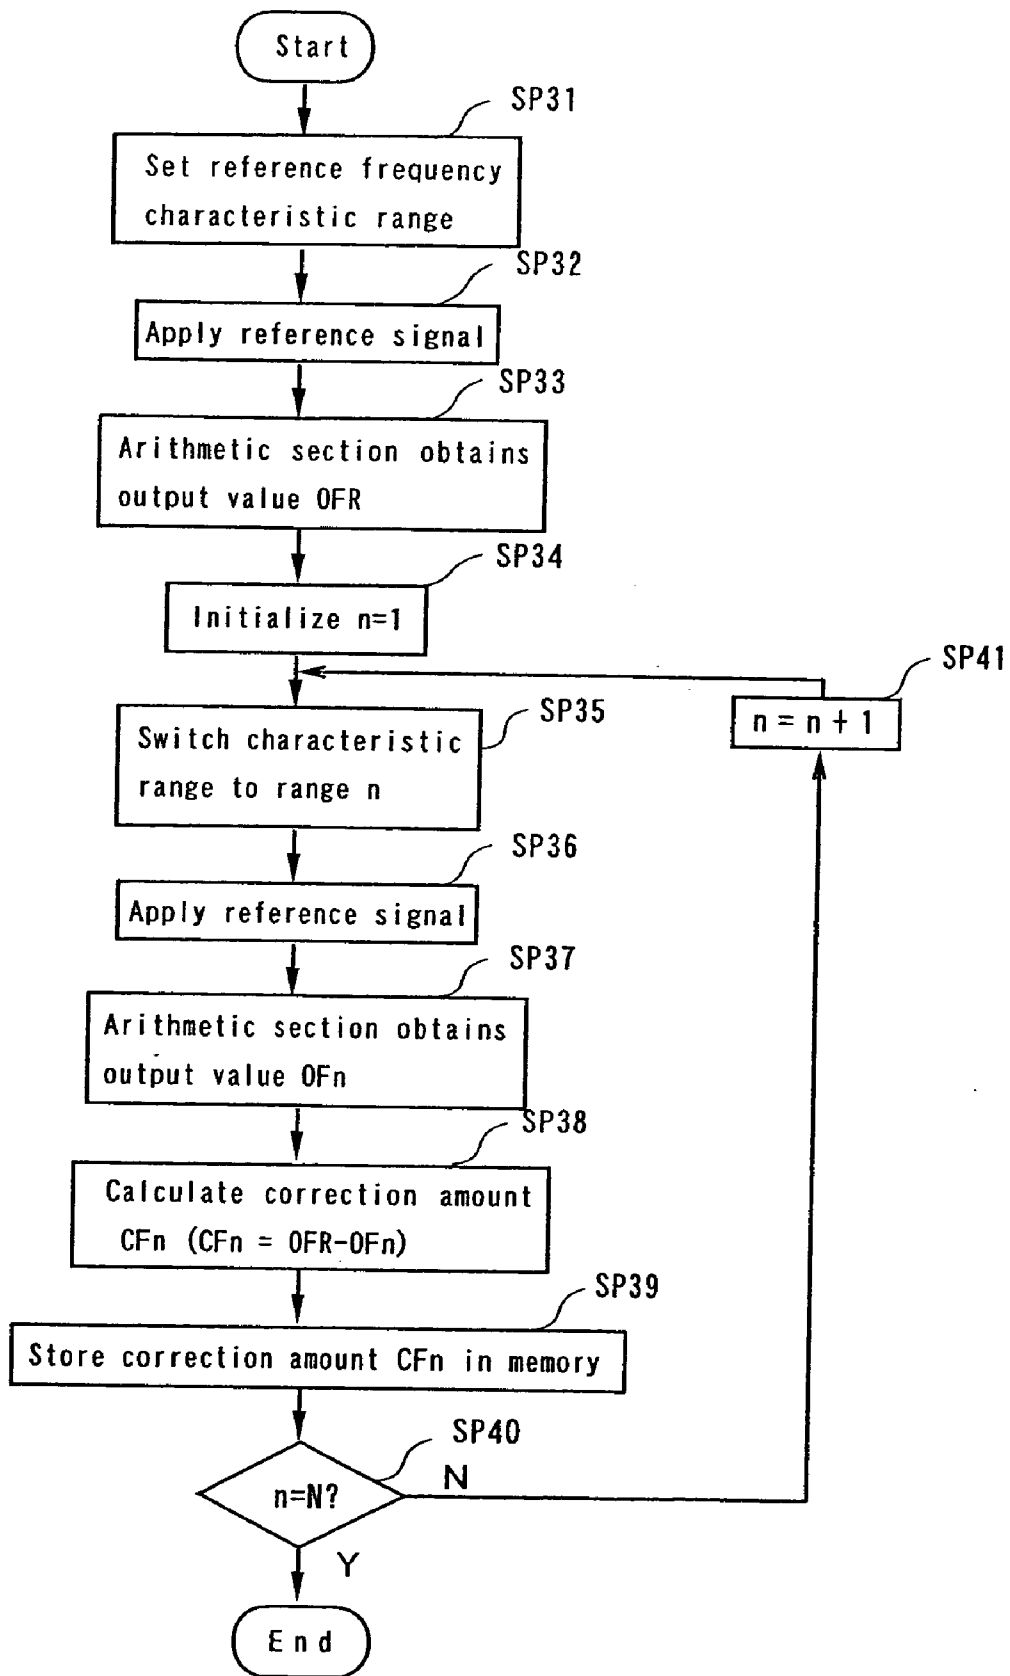 Start
SP31
Set reference frequency
characteristic range
SP32
Apply reference signal
SP33
Arithmetic section obtains
output value OFR
SP34
Initialize n=1
SP41
n = n + 1
SP35
Switch characteristic
range to range n
SP36
Apply reference signal
SP37
Arithmetic section obtains
output value OFn
SP38
Calculate correction amount
CFn (CFn = OFR-OFn)
SP39
Store correction amount CFn in memory
SP40
n=N?
N
Y
End